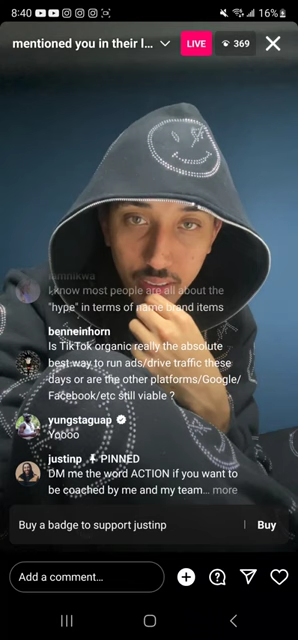 8:40
16%
mentioned you in their l...
LIVE
369
iamnikwa
I know most people are all about the
"hype" in terms of name brand items
benneinhorn
Is TikTok organic really the absolute
best way to run ads/drive traffic these
days or are the other platforms/Google/
Facebook/etc still viable ?
yungstaguap
Yoooo
justinp PINNED
DM me the word ACTION if you want to
be coached by me and my team... more
Buy a badge to support justinp
Buy
Add a comment...